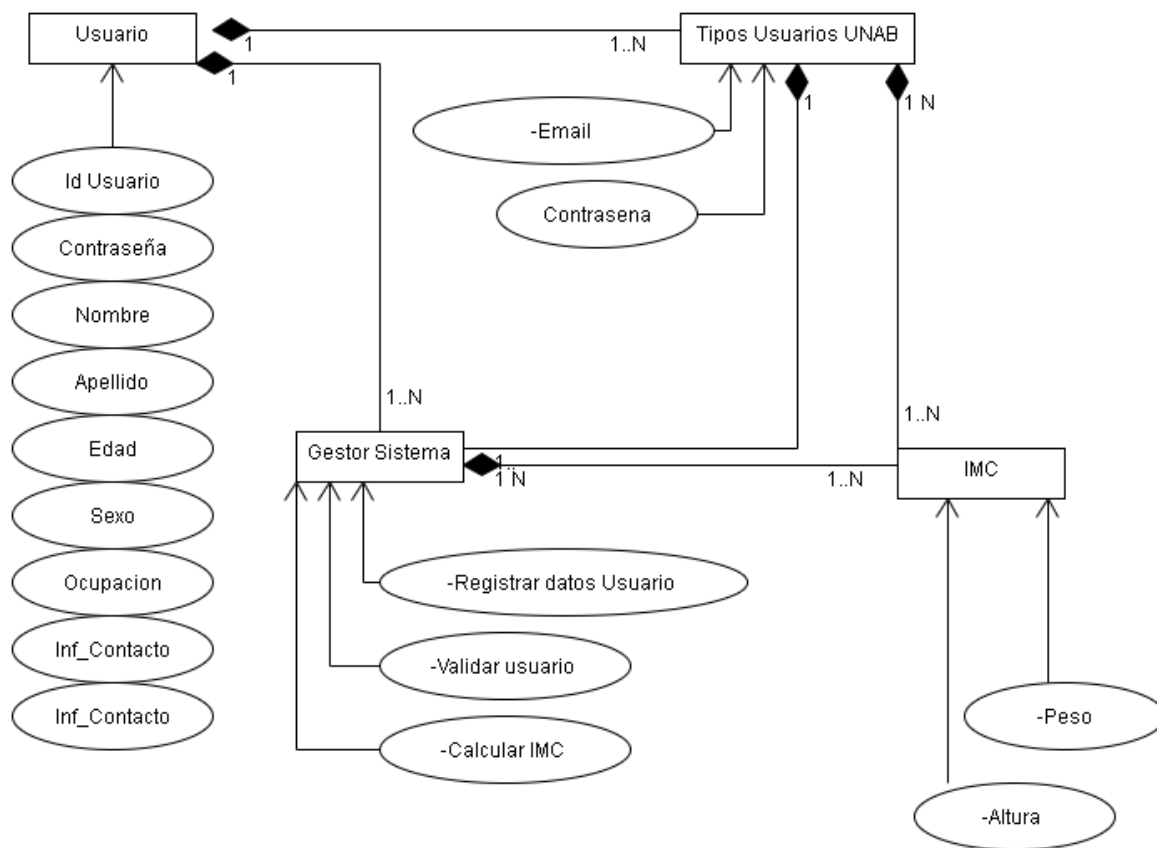 Usuario
Tipos Usuarios UNAB
1
1..N
1
1
1 N
-Email
Id Usuario
Contrasena
Contraseña
Nombre
Apellido
1..N
1..N
Edad
Gestor Sistema
1..
1 N
1..N
IMC
Sexo
Ocupacion
-Registrar datos Usuario
Inf_Contacto
-Validar usuario
Inf_Contacto
-Peso
-Calcular IMC
-Altura